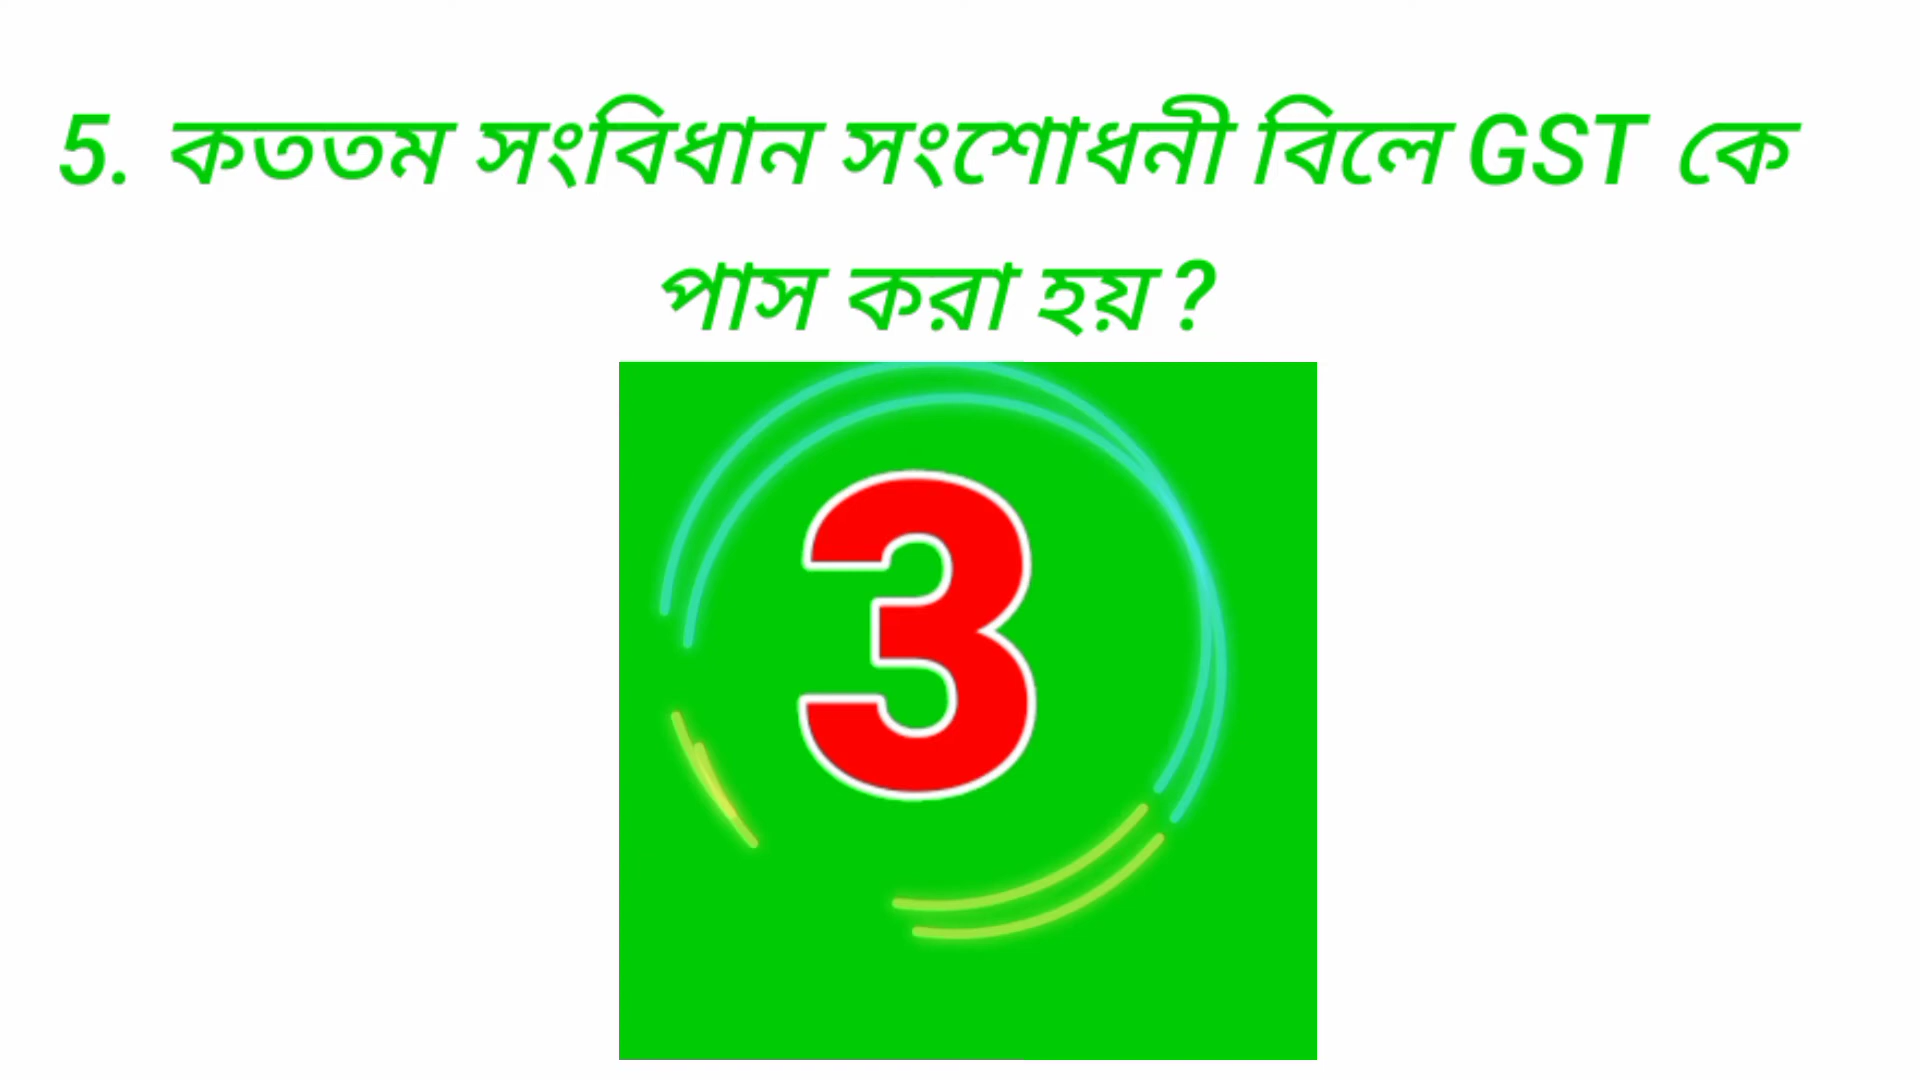 5. কততম সংবিধান সংশোধনী বিলে GST কে
পাস করা হয় ?
3